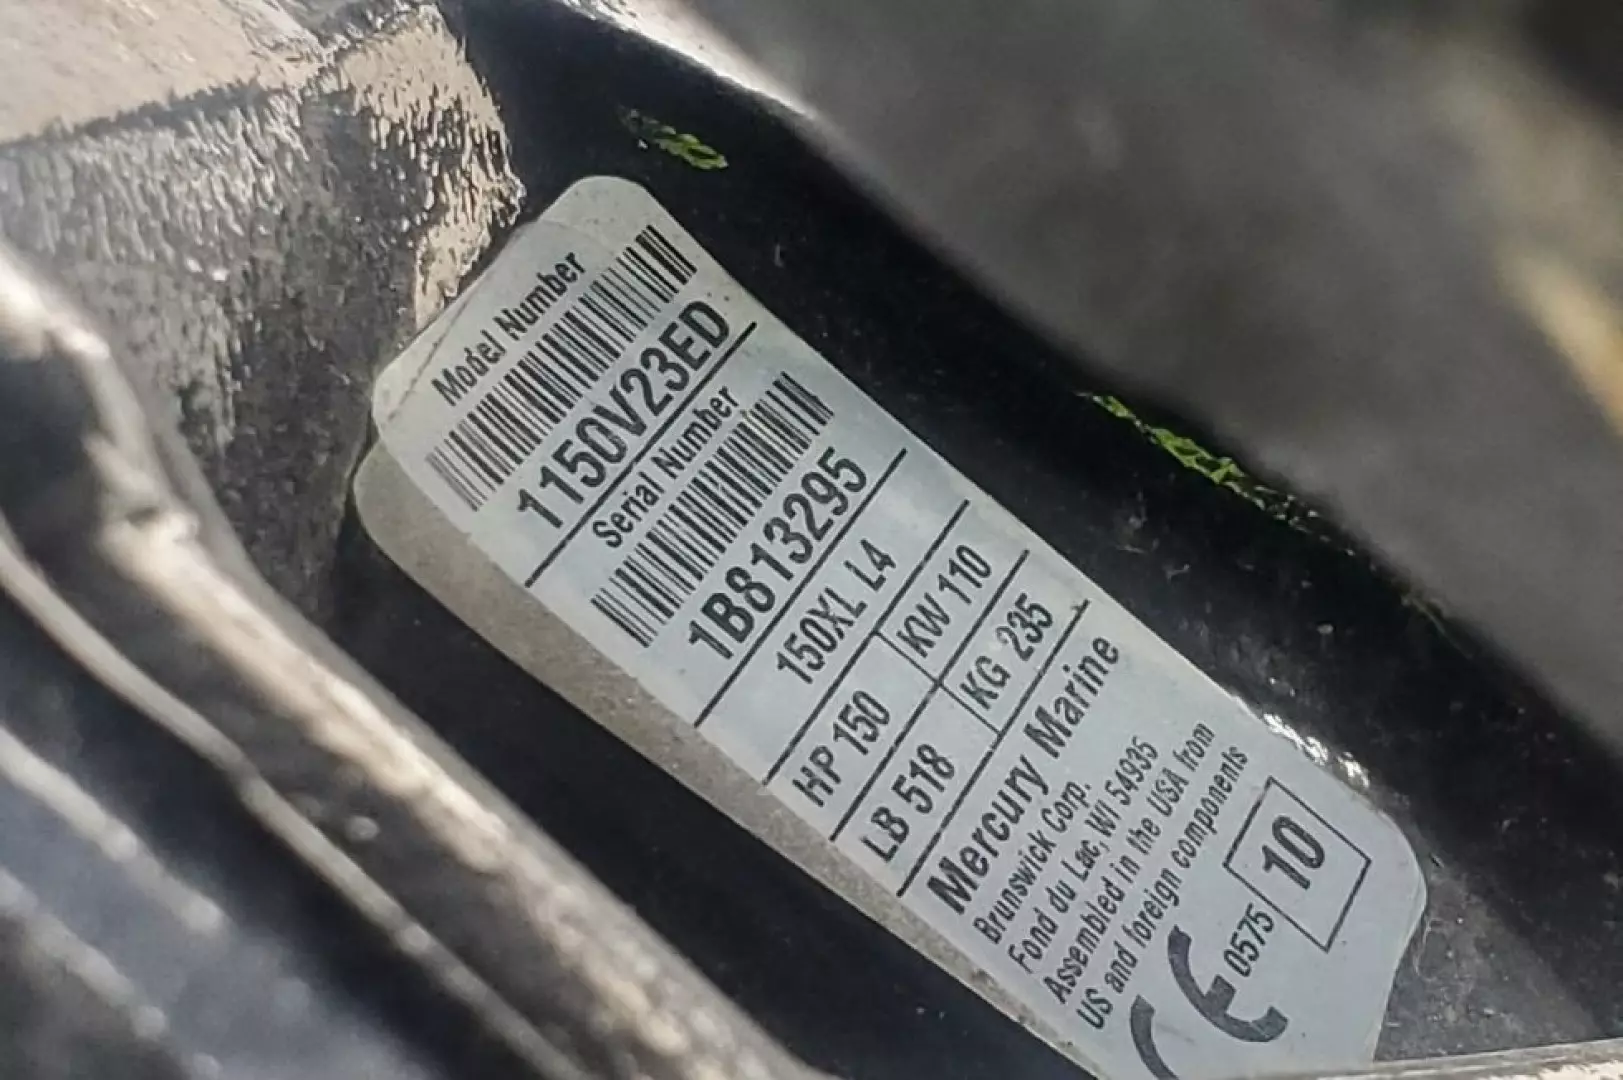 Model Number
1150V23ED
Serial Number
1B813295
150XL L4
HP 150 KW 110
LB 518 KG 235
Mercury Marine
Brunswick Corp.
Fond du Lac, WI 54935
Assembled in the USA from
US and foreign components
CE 0575 10